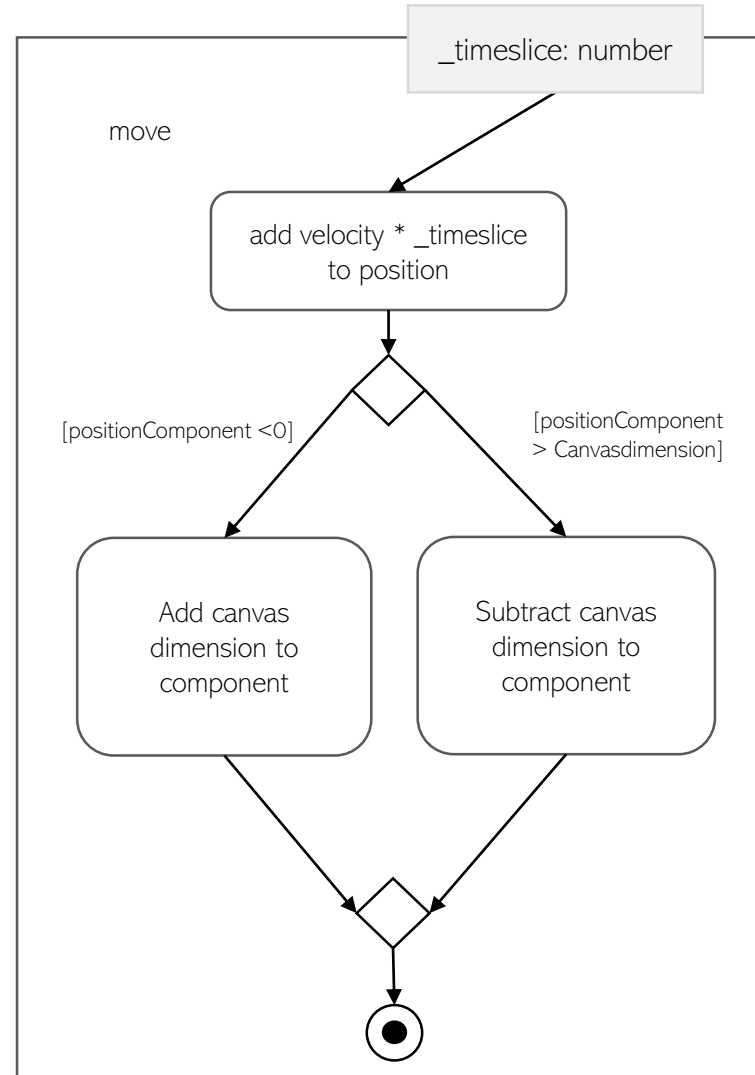 _timeslice: number
move
add velocity * _timeslice
to position
[positionComponent <0]
[positionComponent
> Canvasdimension]
Add canvas
dimension to
component
Subtract canvas
dimension to
component